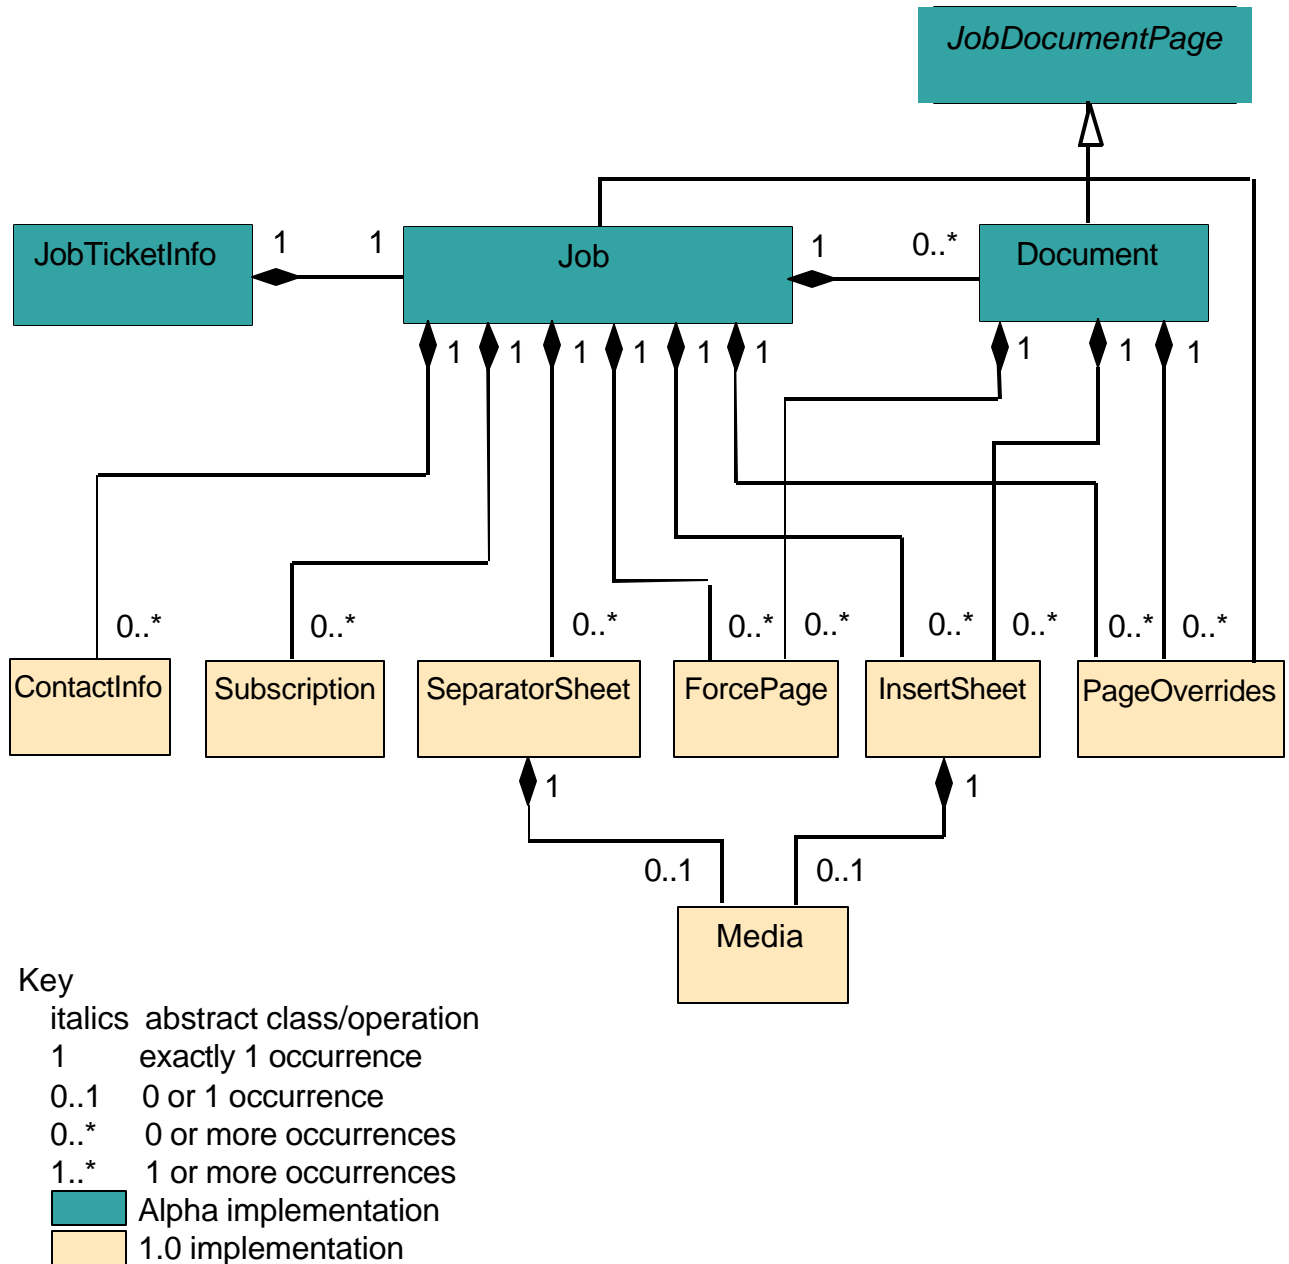 JobDocumentPage
JobTicketInfo
1
1
Job
1
0..*
Document
1
1
1
1
1
1
1
1
1
0..*
0..*
0..*
0..*
0..*
0..*
0..*
0..*
0..*
ContactInfo
Subscription
SeparatorSheet
ForcePage
InsertSheet
PageOverrides
1
1
0..1
0..1
Media
Key
italics abstract class/operation
1 exactly 1 occurrence
0..1 0 or 1 occurrence
0..* 0 or more occurrences
1..* 1 or more occurrences
Alpha implementation
1.0 implementation